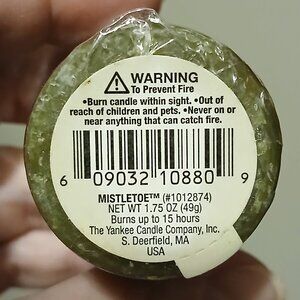 WARNING
To Prevent Fire
•Burn candle within sight. •Out of
reach of children and pets. •Never on or
near anything that can catch fire.
6 09032 10880 9
MISTLETOE™ (#1012874)
NET WT 1.75 OZ (49g)
Burns up to 15 hours
The Yankee Candle Company, Inc.
S. Deerfield, MA
USA